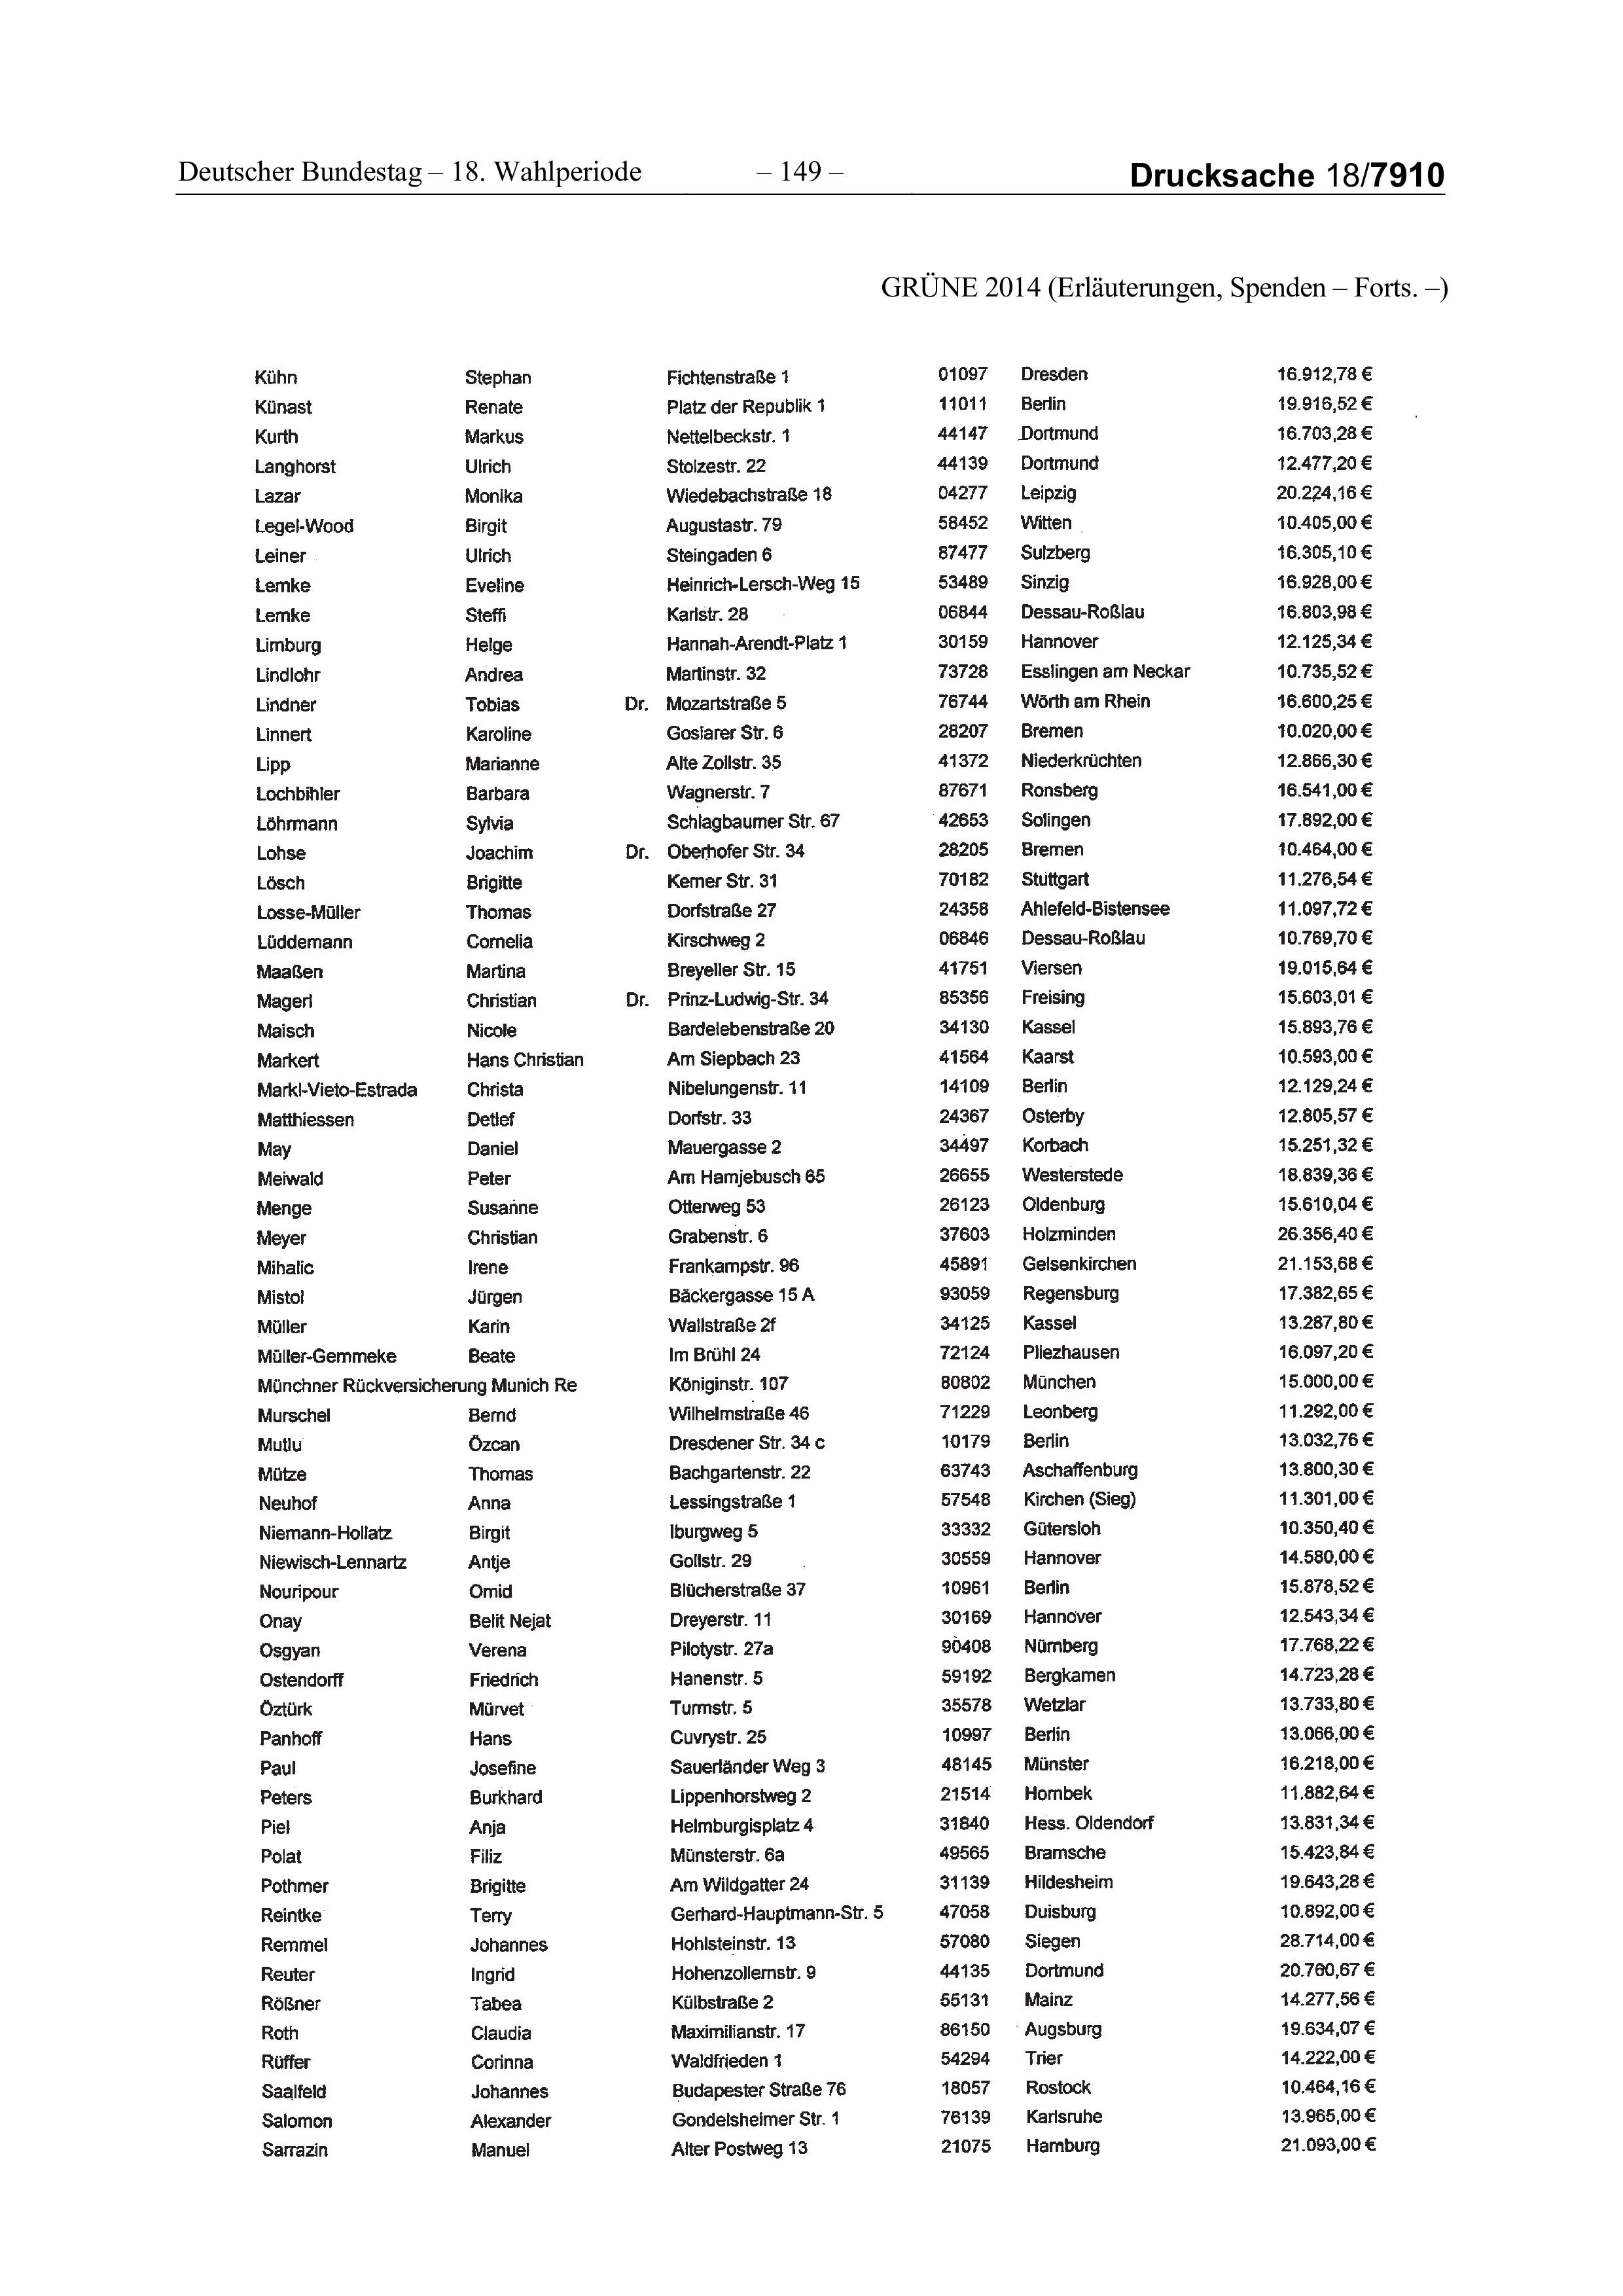 Deutscher Bundestag – 18. Wahlperiode – 149 – Drucksache 18/7910
GRÜNE 2014 (Erläuterungen, Spenden – Forts. –)
Kühn Stephan Fichtenstraße 1 01097 Dresden 16.912,78 €
Künast Renate Platz der Republik 1 11011 Berlin 19.916,52 €
Kurth Markus Nettelbeckstr. 1 44147 Dortmund 16.703,28 €
Langhorst Ulrich Stolzestr. 22 44139 Dortmund 12.477,20 €
Lazar Monika Wiedebachstraße 18 04277 Leipzig 20.224,16 €
Legel-Wood Birgit Augustastr. 79 58452 Witten 10.405,00 €
Leiner Ulrich Steingaden 6 87477 Sulzberg 16.305,10 €
Lemke Eveline Heinrich-Lersch-Weg 15 53489 Sinzig 16.928,00 €
Lemke Steffi Karlstr. 28 06844 Dessau-Roßlau 16.803,98 €
Limburg Helge Hannah-Arendt-Platz 1 30159 Hannover 12.125,34 €
Lindlohr Andrea Martinstr. 32 73728 Esslingen am Neckar 10.735,52 €
Lindner Tobias Dr. Mozartstraße 5 76744 Wörth am Rhein 16.600,25 €
Linnert Karoline Goslarer Str. 6 28207 Bremen 10.020,00 €
Lipp Marianne Alte Zollstr. 35 41372 Niederkrüchten 12.866,30 €
Lochbihler Barbara Wagnerstr. 7 87671 Ronsberg 16.541,00 €
Löhrmann Sylvia Schlagbaumer Str. 67 42653 Solingen 17.892,00 €
Lohse Joachim Dr. Oberhofer Str. 34 28205 Bremen 10.464,00 €
Lösch Brigitte Kerner Str. 31 70182 Stuttgart 11.276,54 €
Losse-Müller Thomas Dorfstraße 27 24358 Ahlefeld-Bistensee 11.097,72 €
Lüddemann Cornelia Kirschweg 2 06846 Dessau-Roßlau 10.769,70 €
Maaßen Martina Breyeller Str. 15 41751 Viersen 19.015,64 €
Magerl Christian Dr. Prinz-Ludwig-Str. 34 85356 Freising 15.603,01 €
Maisch Nicole Bardelebenstraße 20 34130 Kassel 15.893,76 €
Markert Hans Christian Am Siepbach 23 41564 Kaarst 10.593,00 €
Markl-Vieto-Estrada Christa Nibelungenstr. 11 14109 Berlin 12.129,24 €
Matthiessen Detlef Dorfstr. 33 24367 Osterby 12.805,57 €
May Daniel Mauergasse 2 34497 Korbach 15.251,32 €
Meiwald Peter Am Hamjebusch 65 26655 Westerstede 18.839,36 €
Menge Susanne Otterweg 53 26123 Oldenburg 15.610,04 €
Meyer Christian Grabenstr. 6 37603 Holzminden 26.356,40 €
Mihalic Irene Frankampstr. 96 45891 Gelsenkirchen 21.153,68 €
Mistol Jürgen Bäckergasse 15 A 93059 Regensburg 17.382,65 €
Müller Karin Wallstraße 2f 34125 Kassel 13.287,80 €
Müller-Gemmeke Beate Im Brühl 24 72124 Pliezhausen 16.097,20 €
Münchner Rückversicherung Munich Re Königinstr. 107 80802 München 15.000,00 €
Murschel Bernd Wilhelmstraße 46 71229 Leonberg 11.292,00 €
Mutlu Özcan Dresdener Str. 34 c 10179 Berlin 13.032,76 €
Mütze Thomas Bachgartenstr. 22 63743 Aschaffenburg 13.800,30 €
Neuhof Anna Lessingstraße 1 57548 Kirchen (Sieg) 11.301,00 €
Niemann-Hollatz Birgit Iburgweg 5 33332 Gütersloh 10.350,40 €
Niewisch-Lennartz Antje Gollstr. 29 30559 Hannover 14.580,00 €
Nouripour Omid Blücherstraße 37 10961 Berlin 15.878,52 €
Onay Belit Nejat Dreyerstr. 11 30169 Hannover 12.543,34 €
Osgyan Verena Pilotystr. 27a 90408 Nürnberg 17.768,22 €
Ostendorff Friedrich Hanenstr. 5 59192 Bergkamen 14.723,28 €
Öztürk Mürvet Turmstr. 5 35578 Wetzlar 13.733,80 €
Panhoff Hans Cuvrystr. 25 10997 Berlin 13.066,00 €
Paul Josefine Sauerländer Weg 3 48145 Münster 16.218,00 €
Peters Burkhard Lippenhorstweg 2 21514 Hornbek 11.882,64 €
Piel Anja Helmburgisplatz 4 31840 Hess. Oldendorf 13.831,34 €
Polat Filiz Münsterstr. 6a 49565 Bramsche 15.423,84 €
Pothmer Brigitte Am Wildgatter 24 31139 Hildesheim 19.643,28 €
Reintke Terry Gerhard-Hauptmann-Str. 5 47058 Duisburg 10.892,00 €
Remmel Johannes Hohlsteinstr. 13 57080 Siegen 28.714,00 €
Reuter Ingrid Hohenzollernstr. 9 44135 Dortmund 20.760,67 €
Rößner Tabea Külbstraße 2 55131 Mainz 14.277,56 €
Roth Claudia Maximilianstr. 17 86150 Augsburg 19.634,07 €
Rüffer Corinna Waldfrieden 1 54294 Trier 14.222,00 €
Saalfeld Johannes Budapester Straße 76 18057 Rostock 10.464,16 €
Salomon Alexander Gondelsheimer Str. 1 76139 Karlsruhe 13.965,00 €
Sarrazin Manuel Alter Postweg 13 21075 Hamburg 21.093,00 €